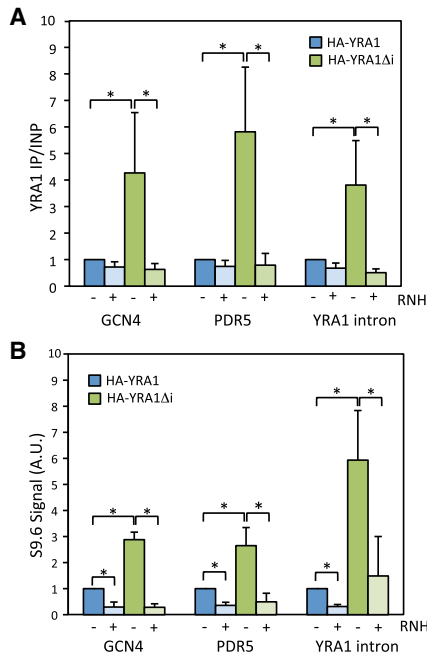 A
HA-YRA1
HA-YRA1Δi
YRA1 IP/INP
10
9
8
7
6
5
4
3
2
1
0
* * * * * *
- + - + - + - + - + - + RNH
GCN4 PDR5 YRA1 intron
B
HA-YRA1
HA-YRA1Δi
S9.6 Signal (A.U.)
10
9
8
7
6
5
4
3
2
1
0
* * * * * * * * *
- + - + - + - + - + - + RNH
GCN4 PDR5 YRA1 intron